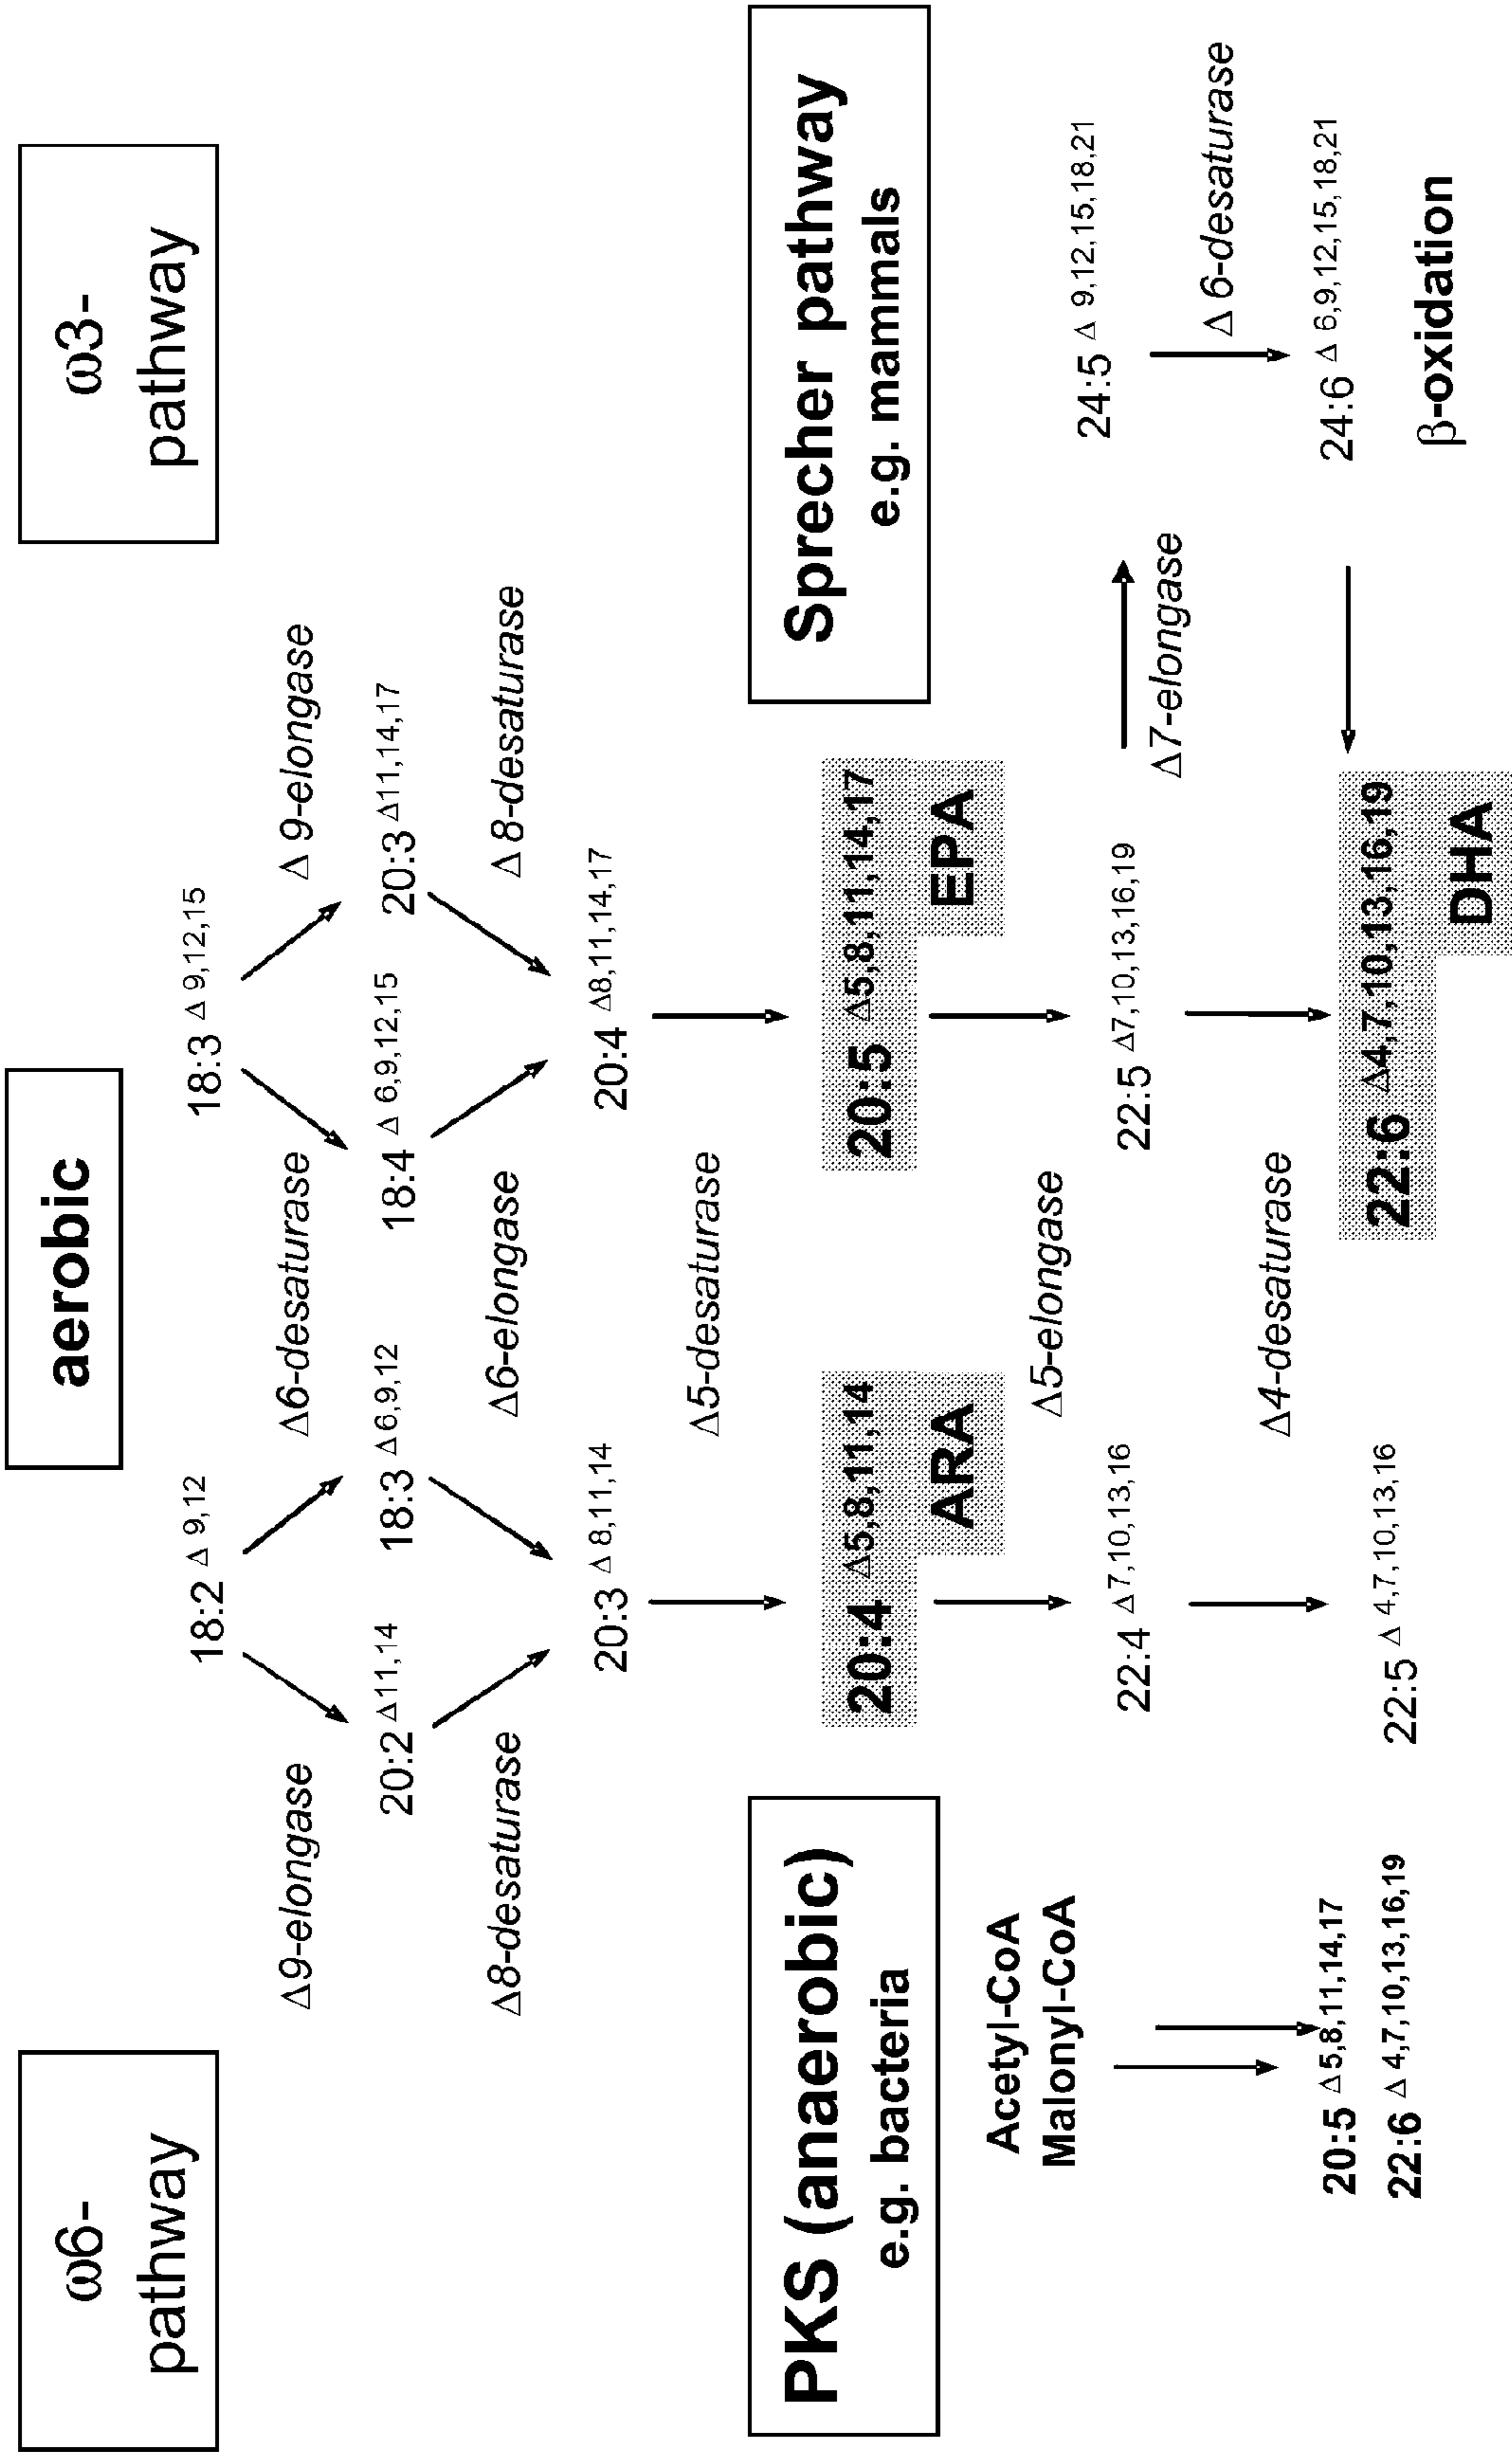 ω6-
pathway
aerobic
ω3-
pathway
18:2 Δ 9,12
18:3 Δ 9,12,15
Δ9-elongase
Δ6-desaturase
Δ 9-elongase
20:2 Δ11,14
18:3 Δ6,9,12
18:4 Δ 6,9,12,15
20:3 Δ11,14,17
Δ8-desaturase
Δ6-elongase
Δ 8-desaturase
20:3 Δ 8,11,14
20:4 Δ8,11,14,17
Δ5-desaturase
PKS (anaerobic)
e.g. bacteria
20:4 Δ5,8,11,14
ARA
20:5 Δ5,8,11,14,17
EPA
Sprecher pathway
e.g. mammals
Acetyl-CoA
Malonyl-CoA
Δ5-elongase
Δ7-elongase
22:4 Δ7,10,13,16
22:5 Δ7,10,13,16,19
24:5 Δ 9,12,15,18,21
Δ4-desaturase
Δ 6-desaturase
20:5 Δ 5,8,11,14,17
22:6 Δ 4,7,10,13,16,19
22:5 Δ 4,7,10,13,16
22:6 Δ4,7,10,13,16,19
DHA
24:6 Δ 6,9,12,15,18,21
β-oxidation